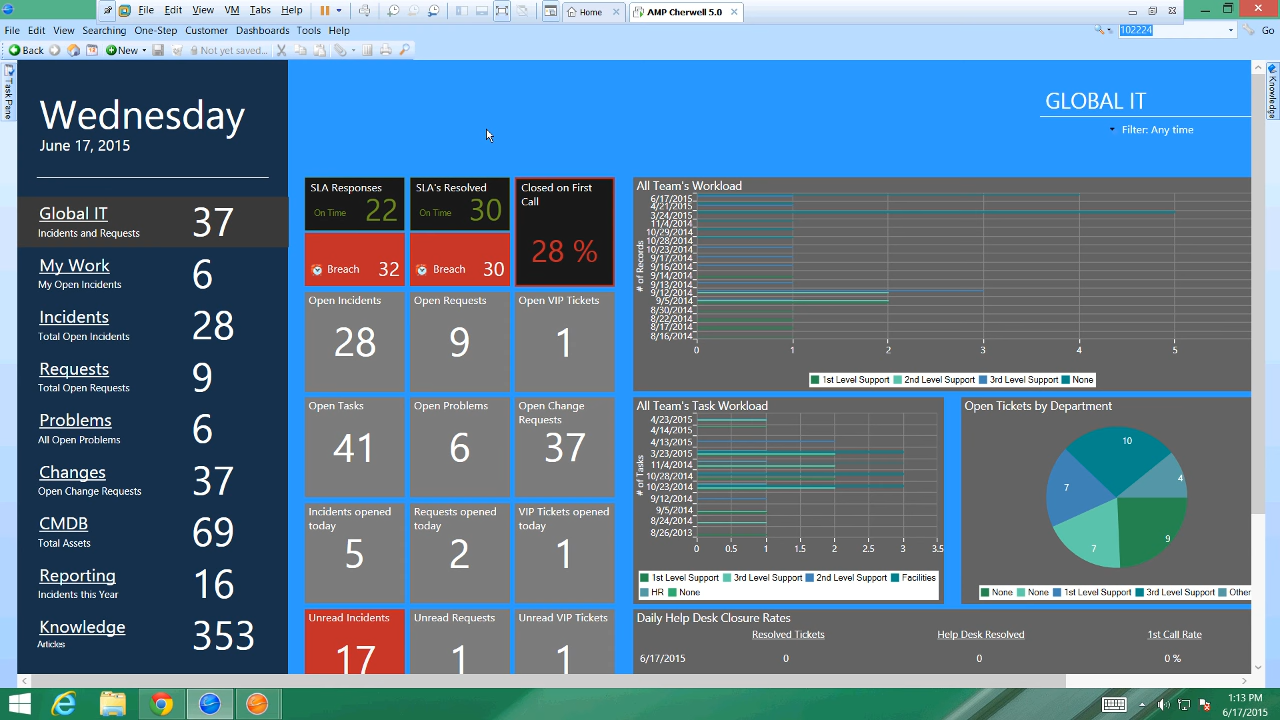 File Edit View VM Tabs Help
Home
AMP Cherwell 5.0
File Edit View Searching One-Step Customer Dashboards Tools Help
102224
Go
Back
New
Not yet saved...
Task Pane
Knowledge
Wednesday
June 17, 2015
GLOBAL IT
Filter: Any time
Global IT
Incidents and Requests
37
My Work
My Open Incidents
6
Incidents
Total Open Incidents
28
Requests
Total Open Requests
9
Problems
All Open Problems
6
Changes
Open Change Requests
37
CMDB
Total Assets
69
Reporting
Incidents this Year
16
Knowledge
Articles
353
SLA Responses
On Time 22
Breach 32
SLA's Resolved
On Time 30
Breach 30
Closed on First
Call
28 %
Open Incidents
28
Open Requests
9
Open VIP Tickets
1
Open Tasks
41
Open Problems
6
Open Change
Requests
37
Incidents opened
today
5
Requests opened
today
2
VIP Tickets opened
today
1
Unread Incidents
17
Unread Requests
1
Unread VIP Tickets
1
All Team's Workload
# of Records
6/17/2015
4/21/2015
3/24/2015
11/4/2014
10/29/2014
10/28/2014
10/23/2014
9/17/2014
9/16/2014
9/14/2014
9/13/2014
9/12/2014
9/5/2014
8/30/2014
8/22/2014
8/17/2014
8/16/2014
0 1 2 3 4 5
1st Level Support 2nd Level Support 3rd Level Support None
All Team's Task Workload
# of Tasks
4/23/2015
4/14/2015
4/13/2015
3/23/2015
11/4/2014
10/28/2014
10/23/2014
9/12/2014
9/5/2014
8/24/2014
8/26/2013
0 0.5 1 1.5 2 2.5 3 3.5
1st Level Support 3rd Level Support 2nd Level Support Facilities
HR None
Open Tickets by Department
10
4
7
7
9
None None 1st Level Support 3rd Level Support Other
Daily Help Desk Closure Rates
Resolved Tickets Help Desk Resolved 1st Call Rate
6/17/2015 0 0 0 %
1:13 PM
6/17/2015